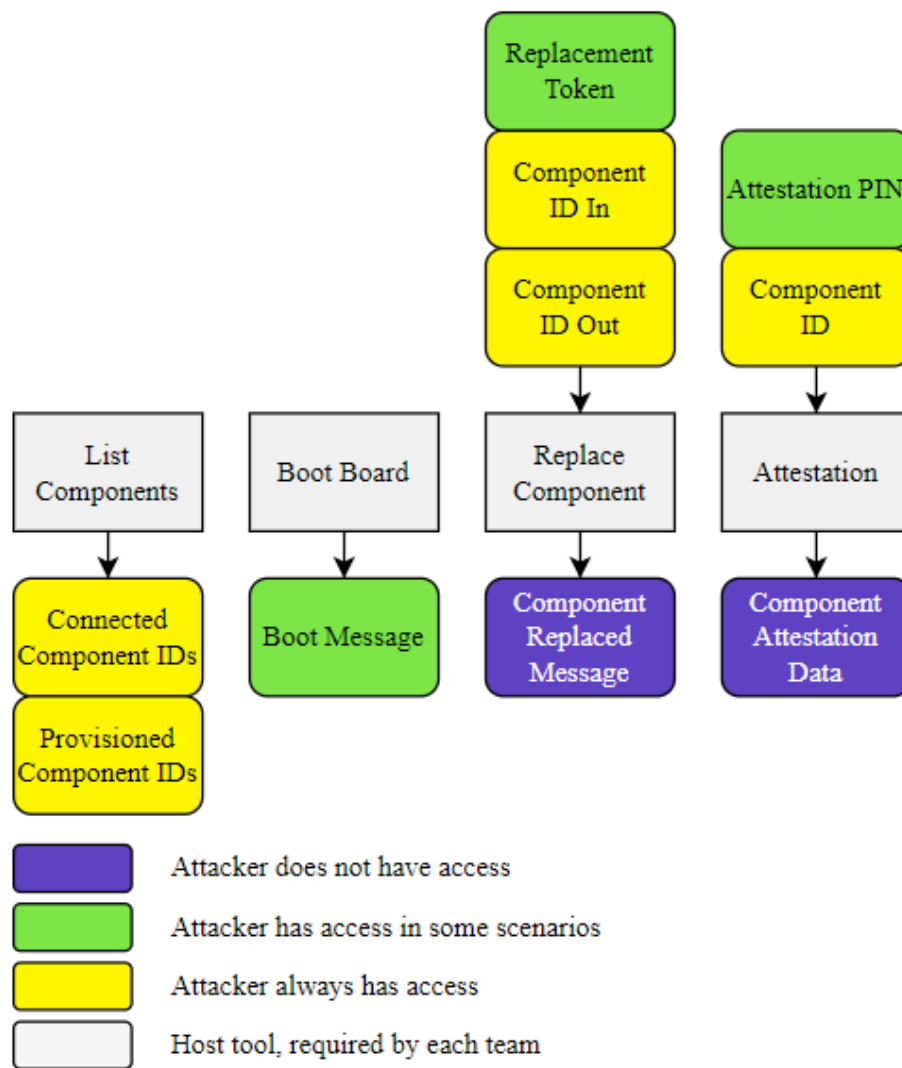 Replacement
Token
Component
ID In
Attestation PIN
Component
ID Out
Component
ID
List
Components
Boot Board
Replace
Component
Attestation
Connected
Component IDs
Boot Message
Component
Replaced
Message
Component
Attestation
Data
Provisioned
Component IDs
Attacker does not have access
Attacker has access in some scenarios
Attacker always has access
Host tool, required by each team